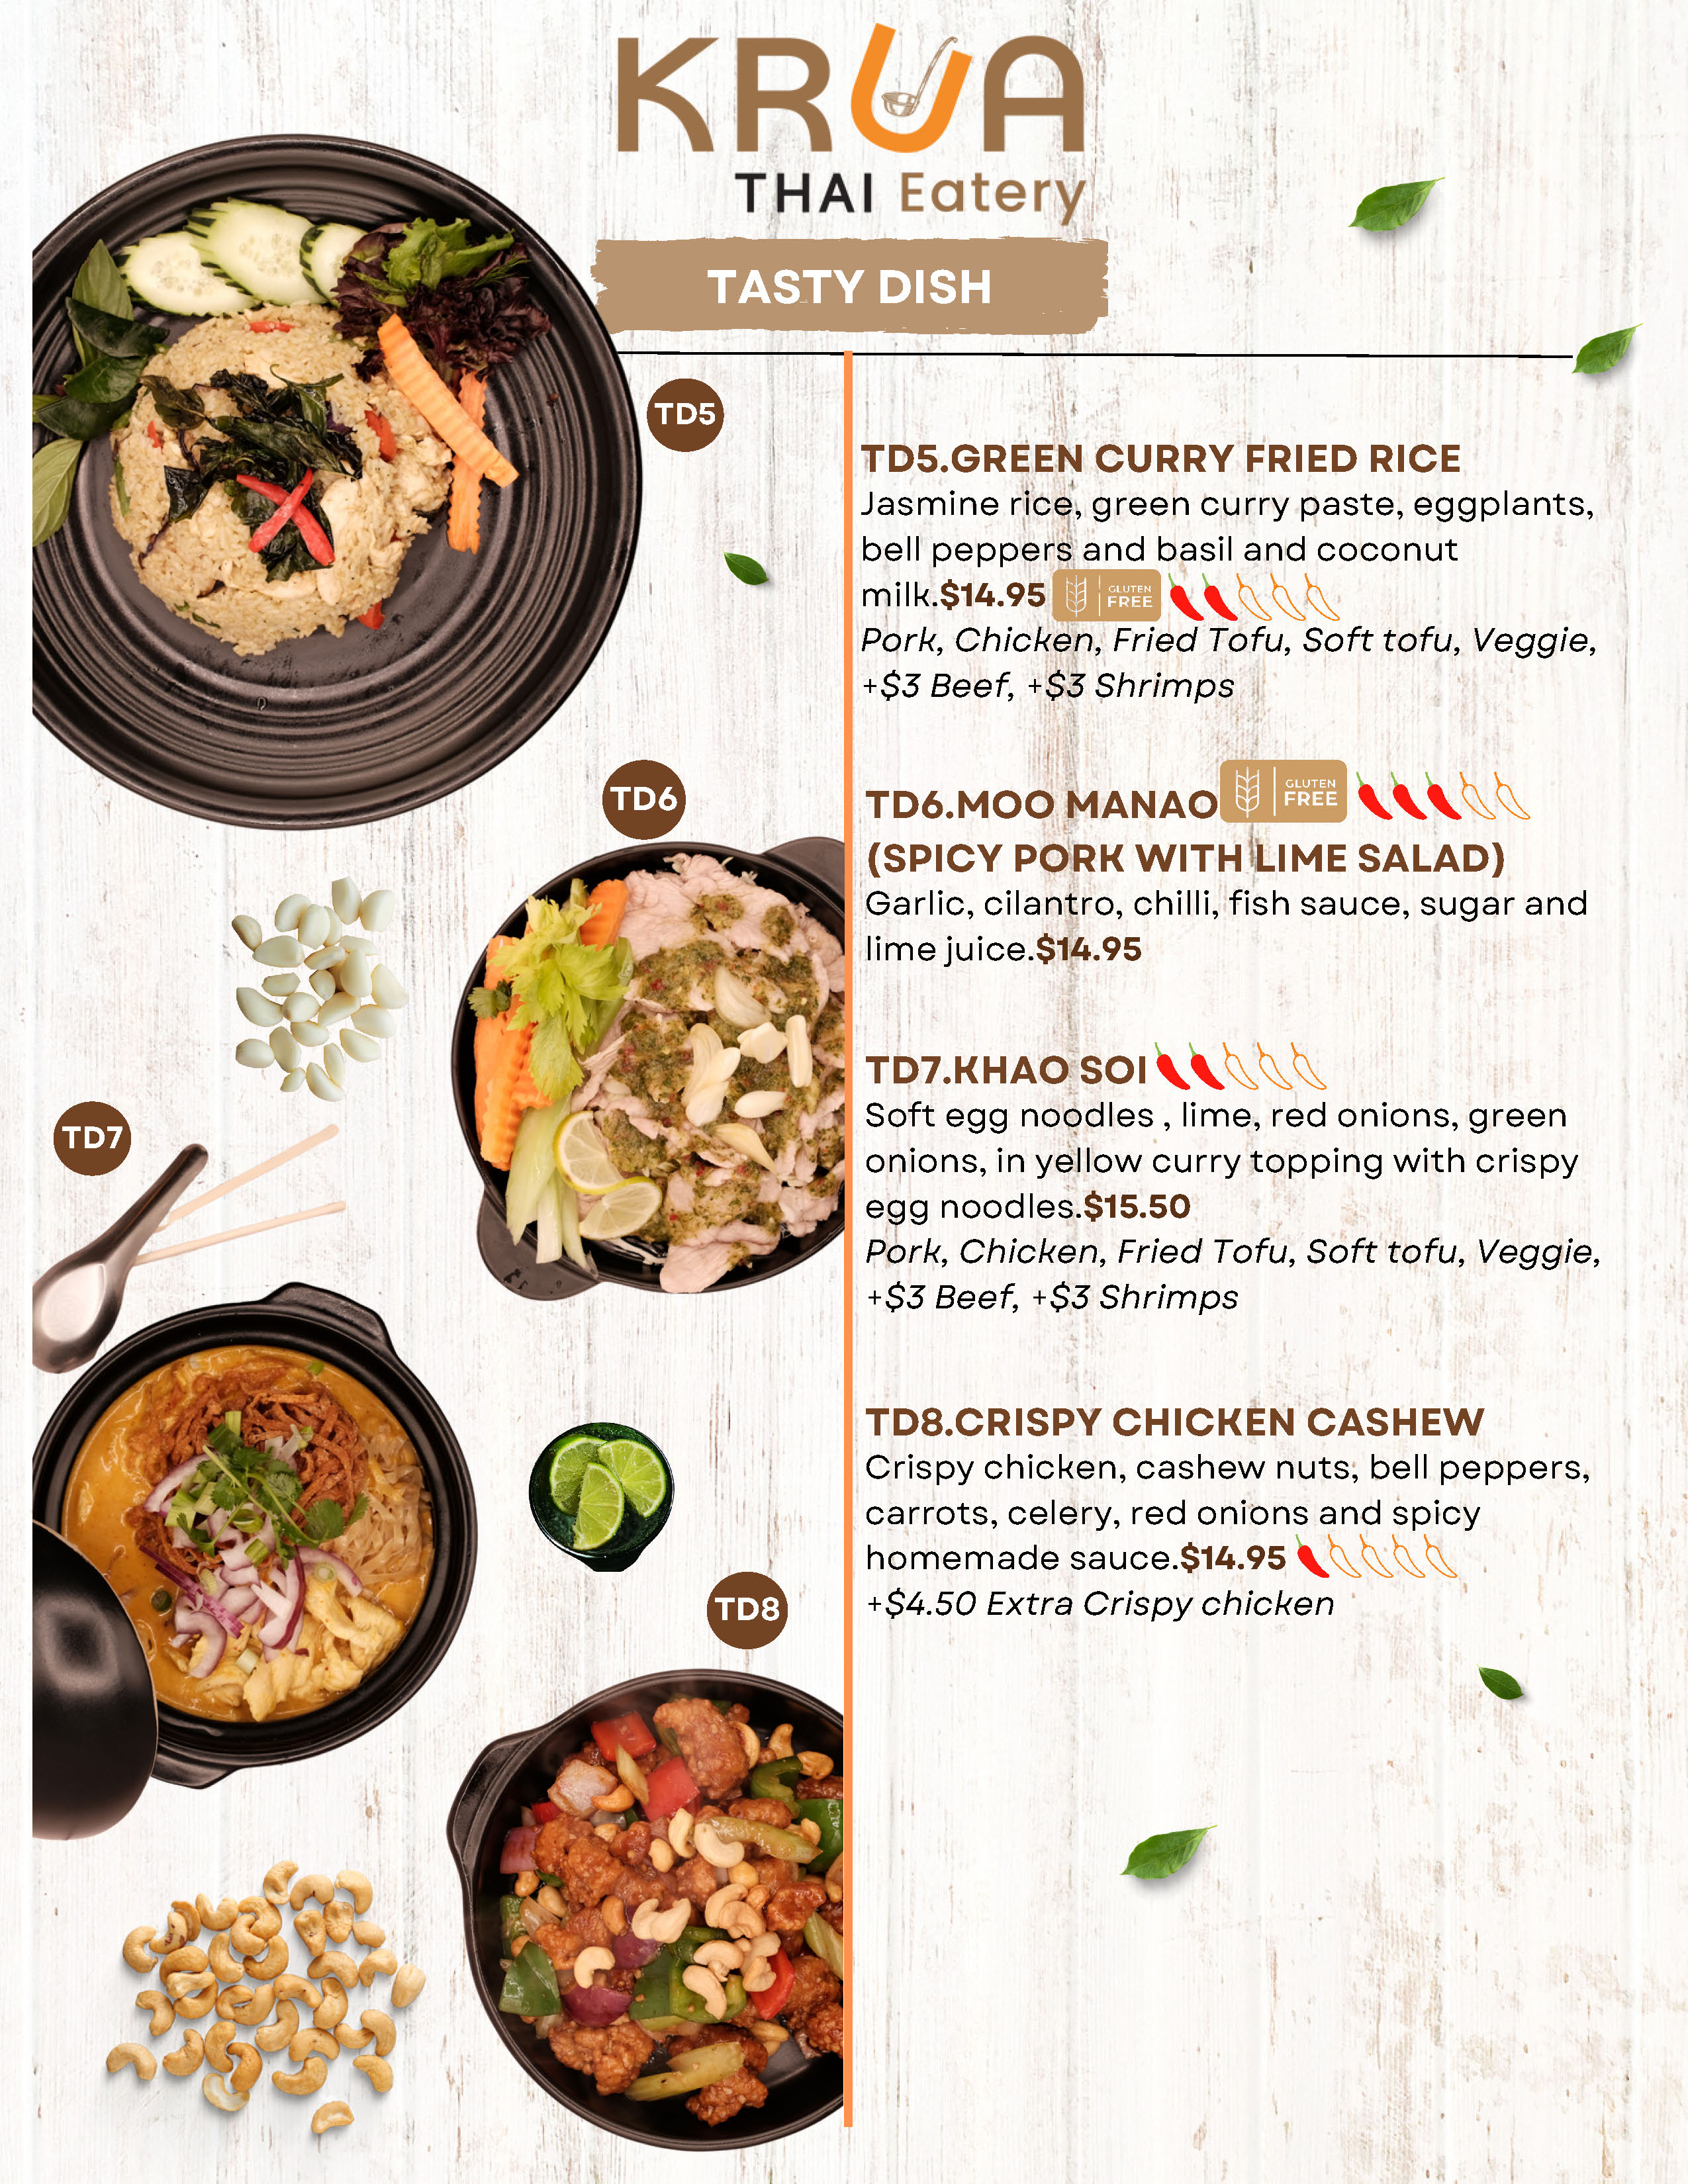 KRUA
THAI Eatery
TASTY DISH
TD5
TD5.GREEN CURRY FRIED RICE
Jasmine rice, green curry paste, eggplants,
bell peppers and basil and coconut
milk.$14.95 GLUTEN FREE
Pork, Chicken, Fried Tofu, Soft tofu, Veggie,
+$3 Beef, +$3 Shrimps
TD6
TD6.MOO MANAO GLUTEN FREE
(SPICY PORK WITH LIME SALAD)
Garlic, cilantro, chilli, fish sauce, sugar and
lime juice.$14.95
TD7
TD7.KHAO SOI
Soft egg noodles , lime, red onions, green
onions, in yellow curry topping with crispy
egg noodles.$15.50
Pork, Chicken, Fried Tofu, Soft tofu, Veggie,
+$3 Beef, +$3 Shrimps
TD8
TD8.CRISPY CHICKEN CASHEW
Crispy chicken, cashew nuts, bell peppers,
carrots, celery, red onions and spicy
homemade sauce.$14.95
+$4.50 Extra Crispy chicken